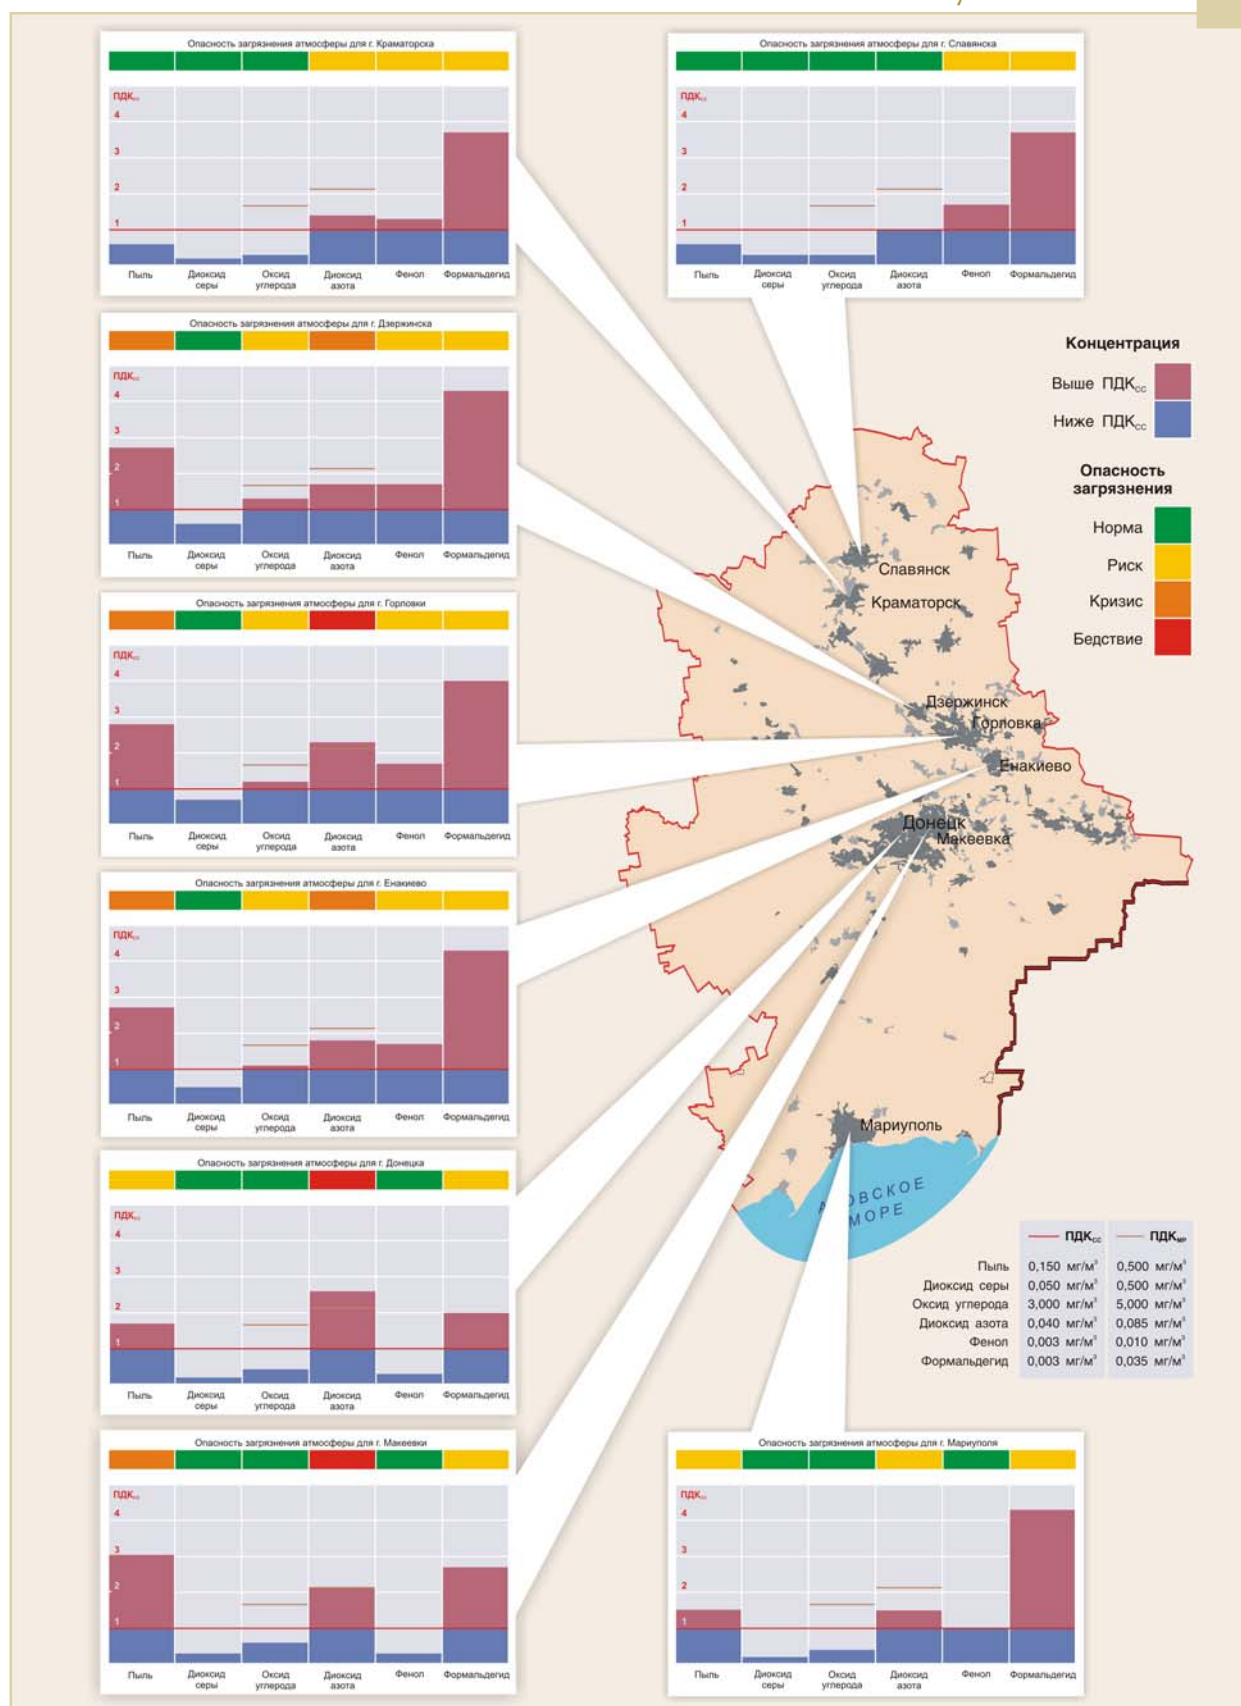 Опасность загрязнения атмосферы для г. Краматорска
ПДКсс
4
3
2
1
Пыль
Диоксид серы
Оксид углерода
Диоксид азота
Фенол
Формальдегид
Опасность загрязнения атмосферы для г. Славянска
ПДКсс
4
3
2
1
Пыль
Диоксид серы
Оксид углерода
Диоксид азота
Фенол
Формальдегид
Опасность загрязнения атмосферы для г. Дзержинска
ПДКсс
4
3
2
1
Пыль
Диоксид серы
Оксид углерода
Диоксид азота
Фенол
Формальдегид
Концентрация
Выше ПДКсс
Ниже ПДКсс
Опасность
загрязнения
Норма
Риск
Кризис
Бедствие
Опасность загрязнения атмосферы для г. Горловки
ПДКсс
4
3
2
1
Пыль
Диоксид серы
Оксид углерода
Диоксид азота
Фенол
Формальдегид
Славянск
Краматорск
Дзержинск
Горловка
Енакиево
Донецк
Макеевка
Мариуполь
АЗОВСКОЕ
МОРЕ
Опасность загрязнения атмосферы для г. Енакиево
ПДКсс
4
3
2
1
Пыль
Диоксид серы
Оксид углерода
Диоксид азота
Фенол
Формальдегид
Опасность загрязнения атмосферы для г. Донецка
ПДКсс
4
3
2
1
Пыль
Диоксид серы
Оксид углерода
Диоксид азота
Фенол
Формальдегид
ПДКсс ПДКмр
Пыль 0,150 мг/м³ 0,500 мг/м³
Диоксид серы 0,050 мг/м³ 0,500 мг/м³
Оксид углерода 3,000 мг/м³ 5,000 мг/м³
Диоксид азота 0,040 мг/м³ 0,085 мг/м³
Фенол 0,003 мг/м³ 0,010 мг/м³
Формальдегид 0,003 мг/м³ 0,035 мг/м³
Опасность загрязнения атмосферы для г. Макеевки
ПДКсс
4
3
2
1
Пыль
Диоксид серы
Оксид углерода
Диоксид азота
Фенол
Формальдегид
Опасность загрязнения атмосферы для г. Мариуполя
ПДКсс
4
3
2
1
Пыль
Диоксид серы
Оксид углерода
Диоксид азота
Фенол
Формальдегид